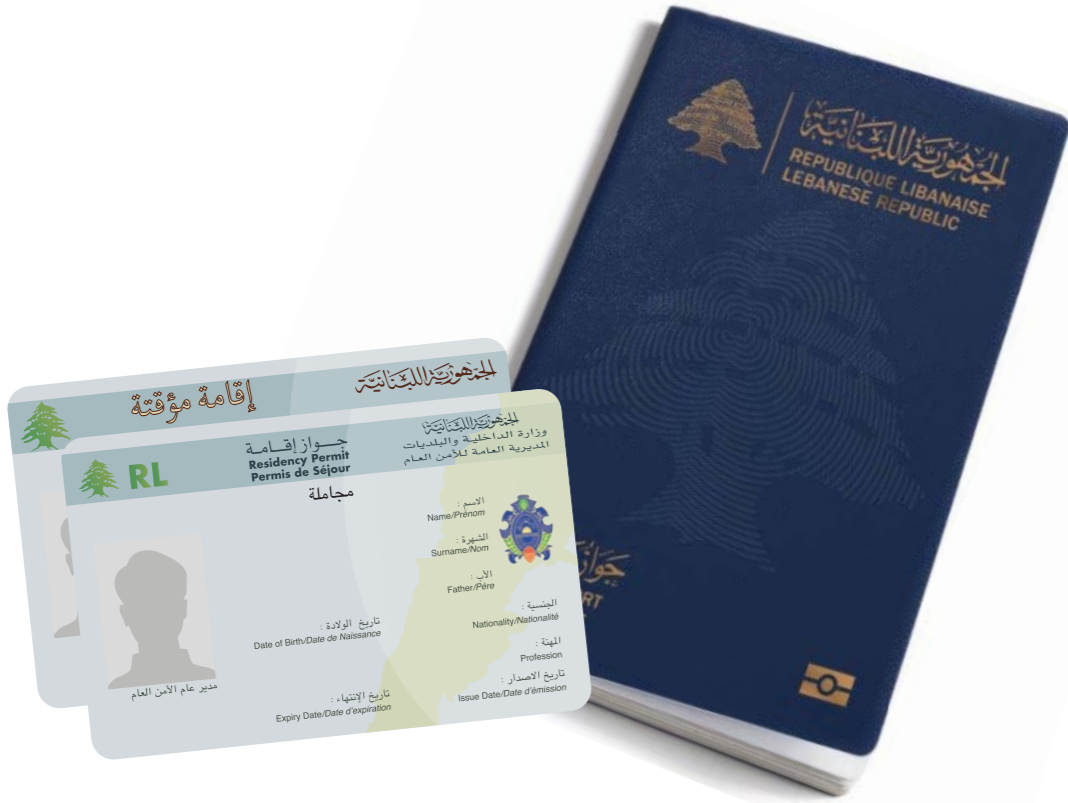 الجمهورية اللبنانية
REPUBLIQUE LIBANAISE
LEBANESE REPUBLIC
جواز
RT
الجمهورية اللبنانية
إقامة مؤقتة
الجمهورية اللبنانية
وزارة الداخلية والبلديات
المديرية العامة للأمن العام
جواز إقامة
Residency Permit
Permis de Séjour
RL
مجاملة
الاسم :
Name/Prénom
الشهرة :
Surname/Nom
الأب :
Father/Pére
الجنسية :
Nationality/Nationalité
المهنة :
Profession
تاريخ الاصدار :
Issue Date/Date d'émission
تاريخ الولادة :
Date of Birth/Date de Naissance
تاريخ الإنتهاء :
Expiry Date/Date d'expiration
مدير عام الأمن العام